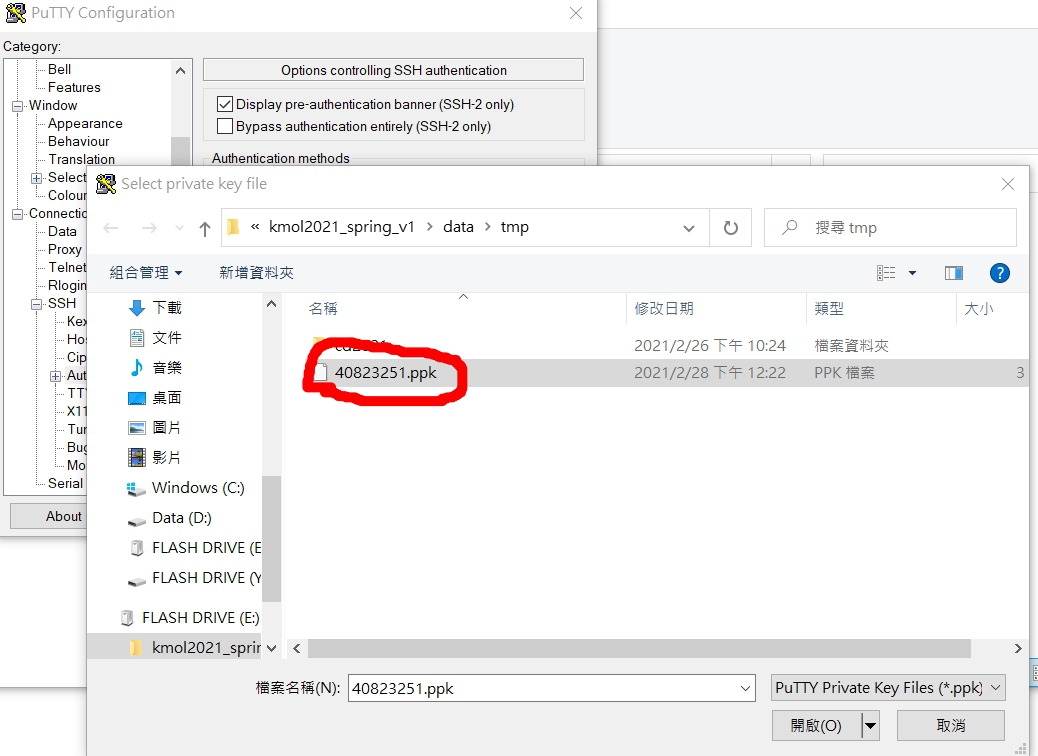 PuTTY Configuration
Category:
Bell
Features
Window
Appearance
Behaviour
Translation
Select
Colour
Connectio
Data
Proxy
Telnet
Rlogin
SSH
Kex
Hos
Cip
Aut
TT
X11
Tur
Bug
Mo
Serial
About
Options controlling SSH authentication
Display pre-authentication banner (SSH-2 only)
Bypass authentication entirely (SSH-2 only)
Authentication methods
Select private key file
« kmol2021_spring_v1 › data › tmp
搜尋 tmp
組合管理
新增資料夾
下載
文件
音樂
桌面
圖片
影片
Windows (C:)
Data (D:)
FLASH DRIVE (E
FLASH DRIVE (Y
FLASH DRIVE (E:)
kmol2021_sprin
名稱 修改日期 類型 大小
2021/2/26 下午 10:24 檔案資料夾
40823251.ppk 2021/2/28 下午 12:22 PPK 檔案 3
檔案名稱(N): 40823251.ppk
PuTTY Private Key Files (*.ppk)
開啟(O)
取消